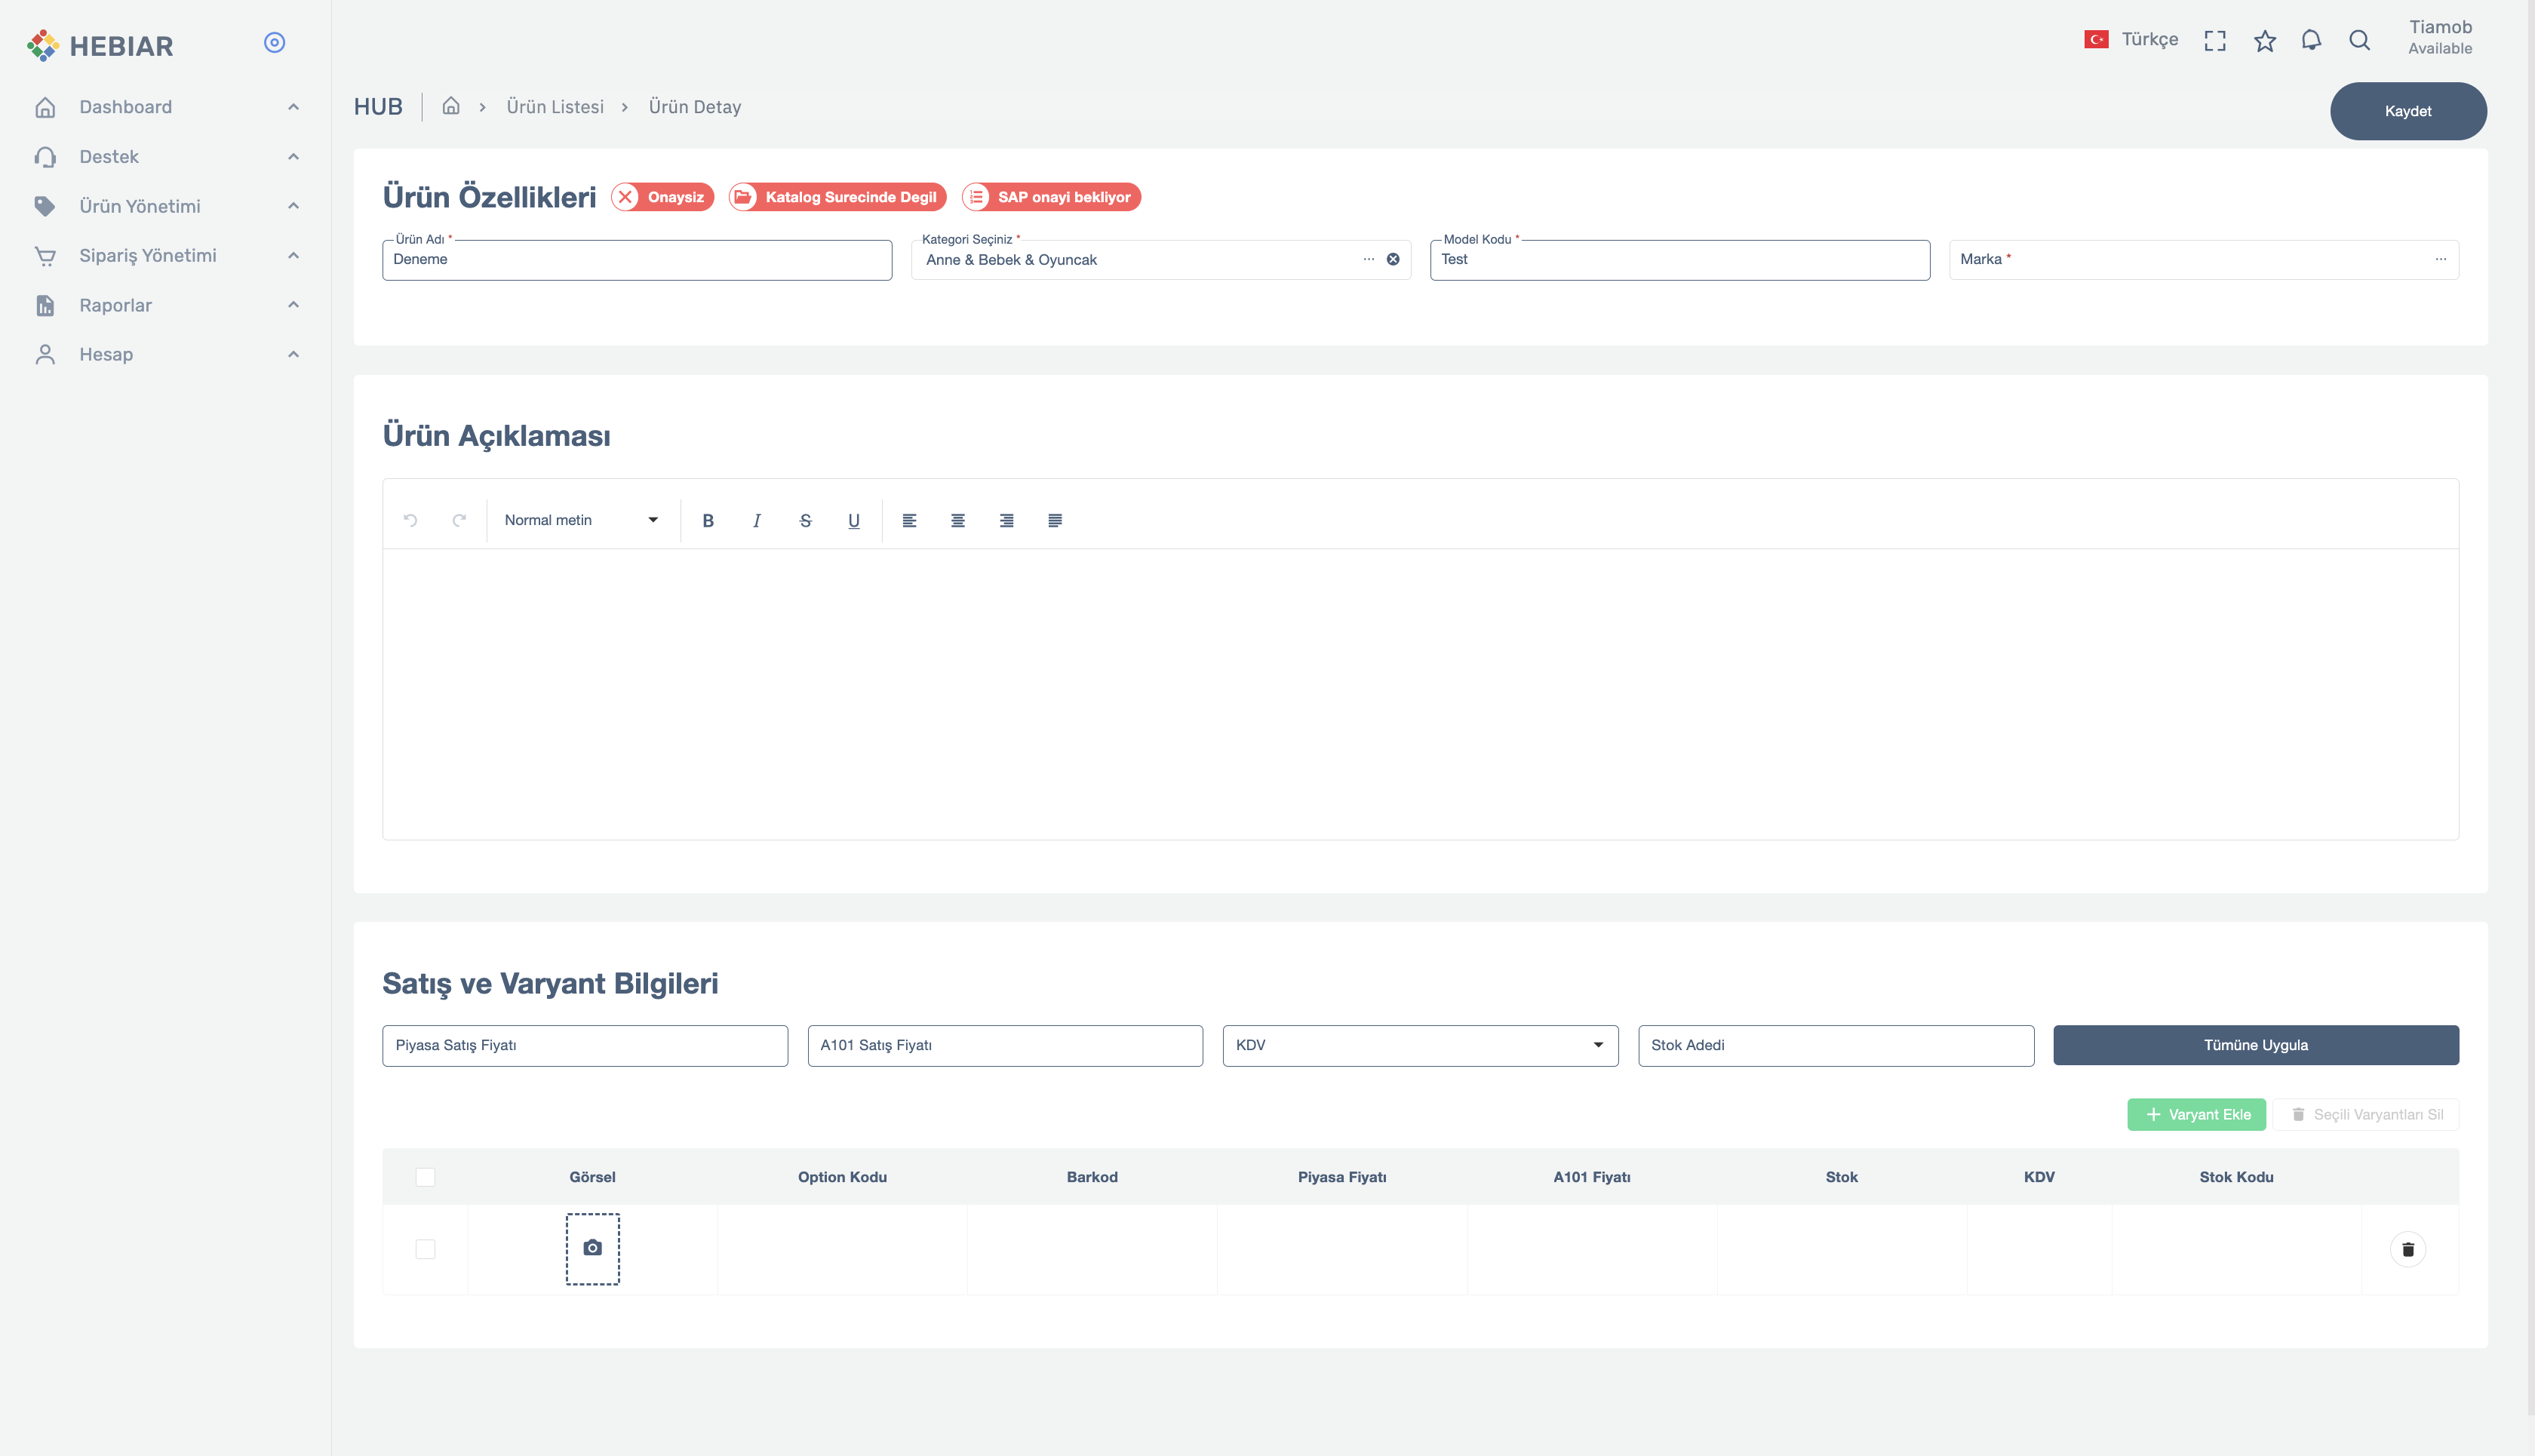 HEBIAR
Türkçe
Tiamob
Available
Dashboard
Destek
Ürün Yönetimi
Sipariş Yönetimi
Raporlar
Hesap
HUB
Ürün Listesi
Ürün Detay
Kaydet
Ürün Özellikleri
Onaysiz
Katalog Surecinde Degil
SAP onayi bekliyor
Ürün Adı *
Deneme
Kategori Seçiniz *
Anne & Bebek & Oyuncak
Model Kodu *
Test
Marka *
Ürün Açıklaması
Normal metin
B I S U
Satış ve Varyant Bilgileri
Piyasa Satış Fiyatı
A101 Satış Fiyatı
KDV
Stok Adedi
Tümüne Uygula
Varyant Ekle
Seçili Varyantları Sil
Görsel
Option Kodu
Barkod
Piyasa Fiyatı
A101 Fiyatı
Stok
KDV
Stok Kodu